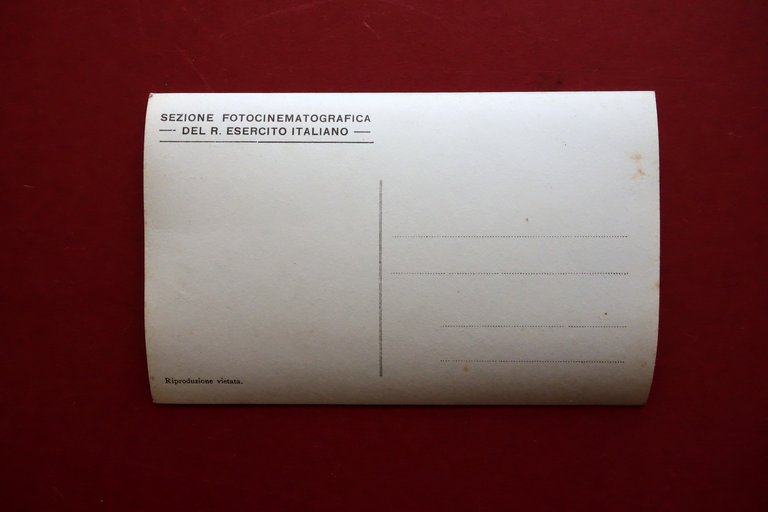 SEZIONE FOTOCINEMATOGRAFICA
— DEL R. ESERCITO ITALIANO —
Riproduzione vietata.